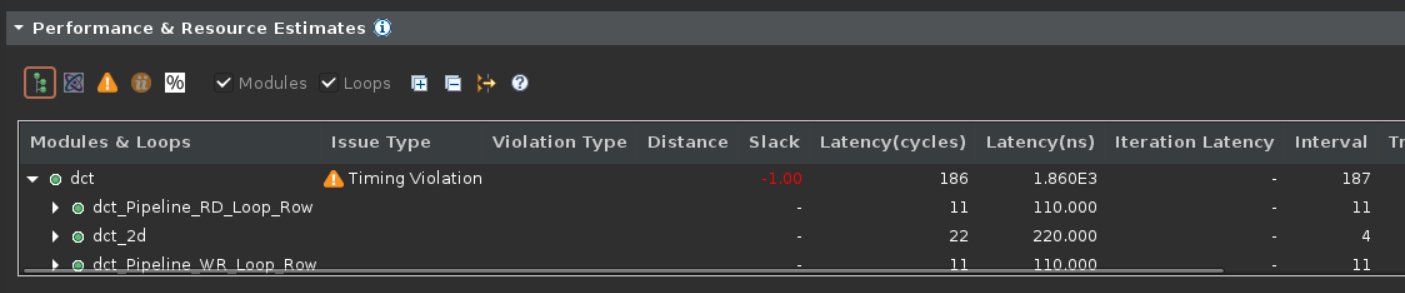 Performance & Resource Estimates
% Modules Loops
Modules & Loops Issue Type Violation Type Distance Slack Latency(cycles) Latency(ns) Iteration Latency Interval Tr
dct Timing Violation -1.00 186 1.860E3 - 187
dct_Pipeline_RD_Loop_Row - 11 110.000 - 11
dct_2d - 22 220.000 - 4
dct_Pipeline_WR_Loop_Row - 11 110.000 - 11